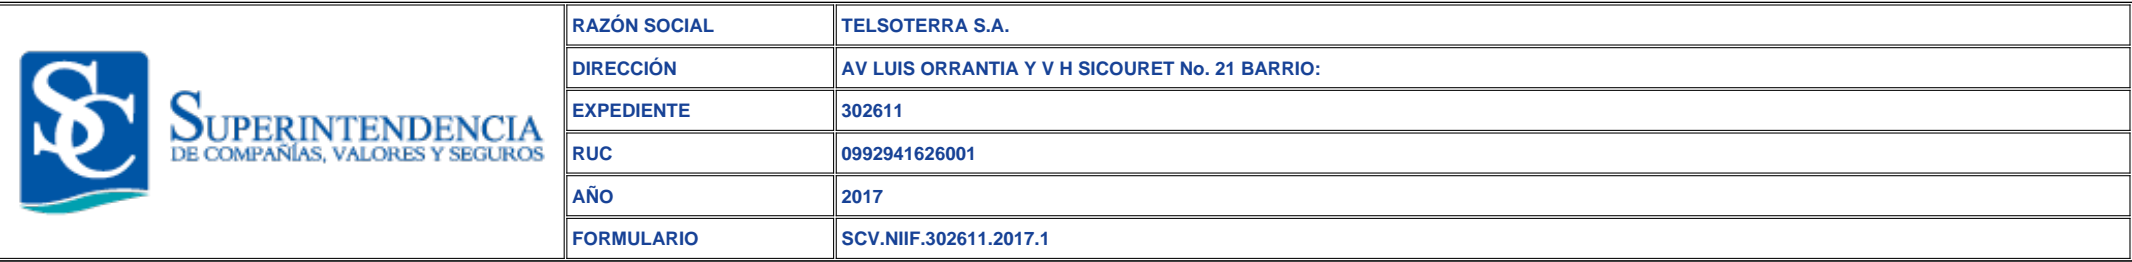 SC
SUPERINTENDENCIA
DE COMPAÑÍAS, VALORES Y SEGUROS
RAZÓN SOCIAL TELSOTERRA S.A.
DIRECCIÓN AV LUIS ORRANTIA Y V H SICOURET No. 21 BARRIO:
EXPEDIENTE 302611
RUC 0992941626001
AÑO 2017
FORMULARIO SCV.NIIF.302611.2017.1